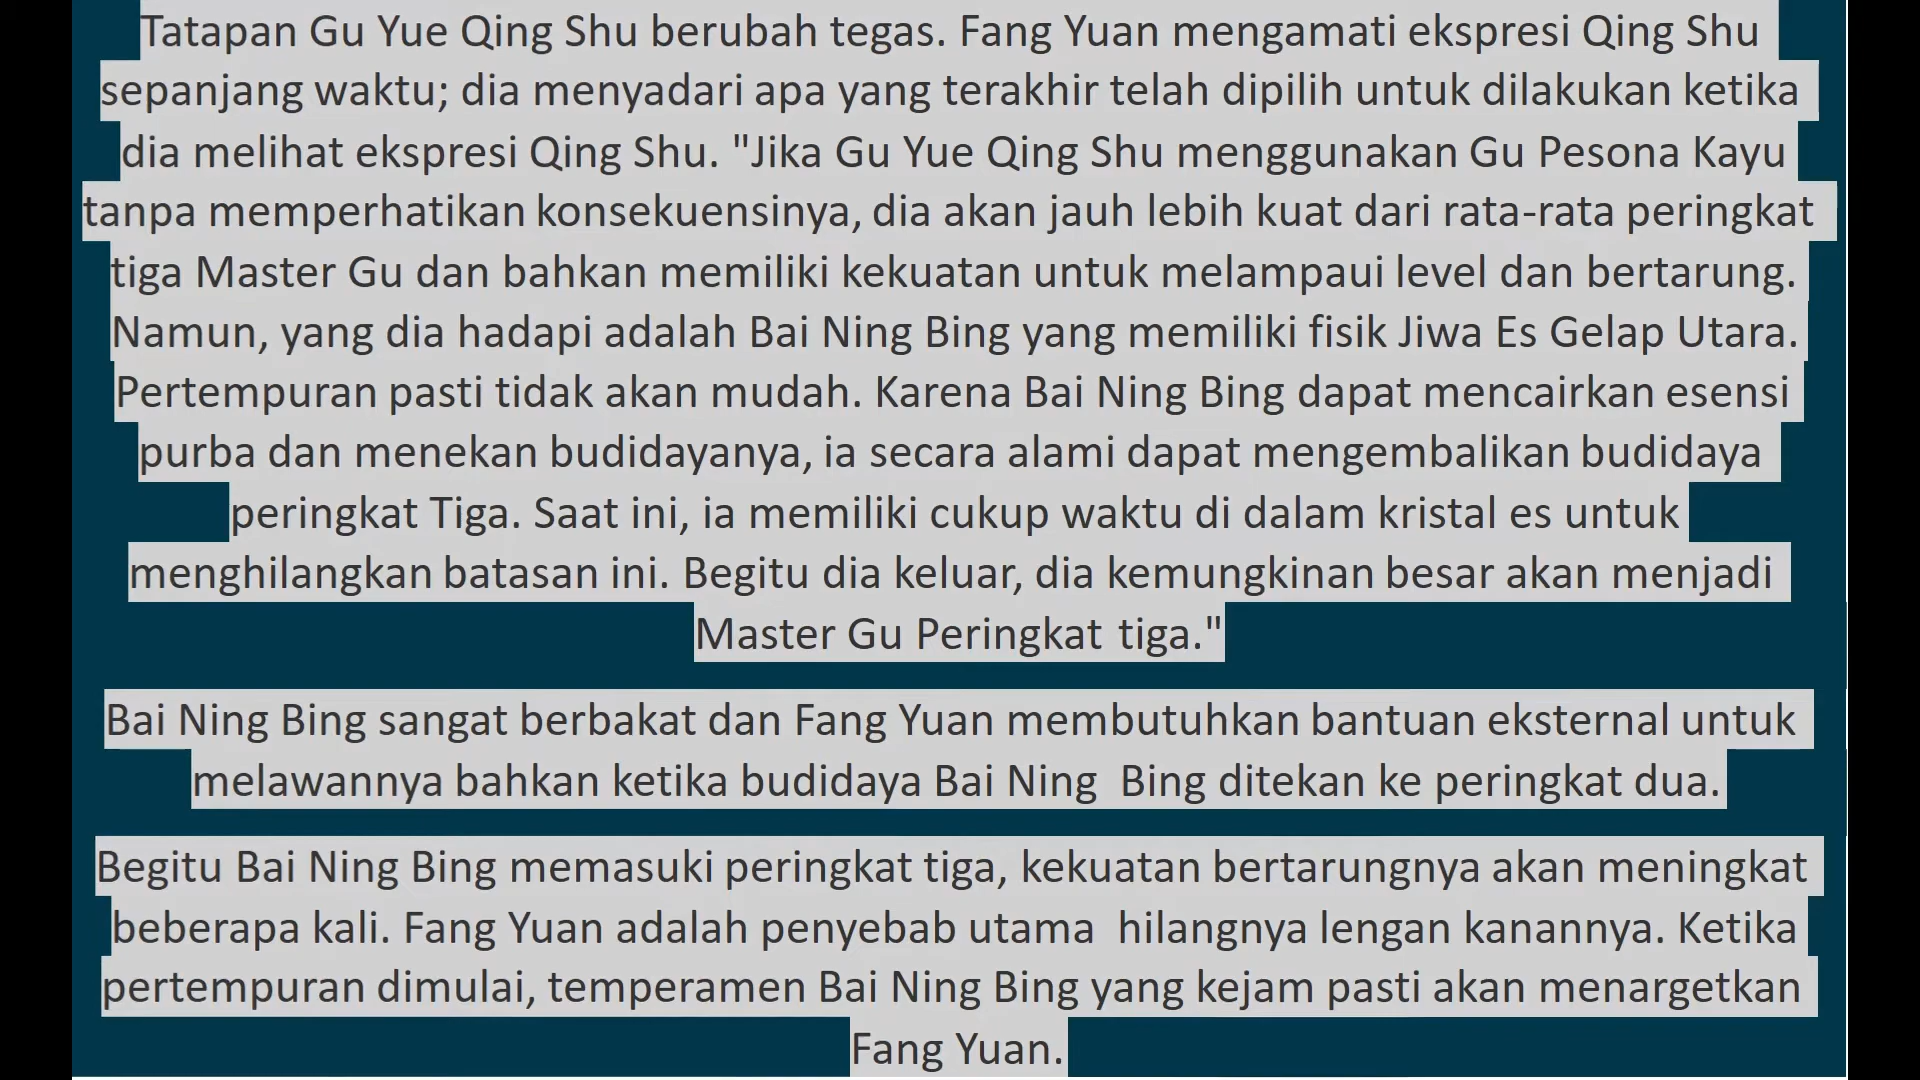 Tatapan Gu Yue Qing Shu berubah tegas. Fang Yuan mengamati ekspresi Qing Shu
sepanjang waktu; dia menyadari apa yang terakhir telah dipilih untuk dilakukan ketika
dia melihat ekspresi Qing Shu. "Jika Gu Yue Qing Shu menggunakan Gu Pesona Kayu
tanpa memperhatikan konsekuensinya, dia akan jauh lebih kuat dari rata-rata peringkat
tiga Master Gu dan bahkan memiliki kekuatan untuk melampaui level dan bertarung.
Namun, yang dia hadapi adalah Bai Ning Bing yang memiliki fisik Jiwa Es Gelap Utara.
Pertempuran pasti tidak akan mudah. Karena Bai Ning Bing dapat mencairkan esensi
purba dan menekan budidayanya, ia secara alami dapat mengembalikan budidaya
peringkat Tiga. Saat ini, ia memiliki cukup waktu di dalam kristal es untuk
menghilangkan batasan ini. Begitu dia keluar, dia kemungkinan besar akan menjadi
Master Gu Peringkat tiga."
Bai Ning Bing sangat berbakat dan Fang Yuan membutuhkan bantuan eksternal untuk
melawannya bahkan ketika budidaya Bai Ning  Bing ditekan ke peringkat dua.
Begitu Bai Ning Bing memasuki peringkat tiga, kekuatan bertarungnya akan meningkat
beberapa kali. Fang Yuan adalah penyebab utama  hilangnya lengan kanannya. Ketika
pertempuran dimulai, temperamen Bai Ning Bing yang kejam pasti akan menargetkan
Fang Yuan.